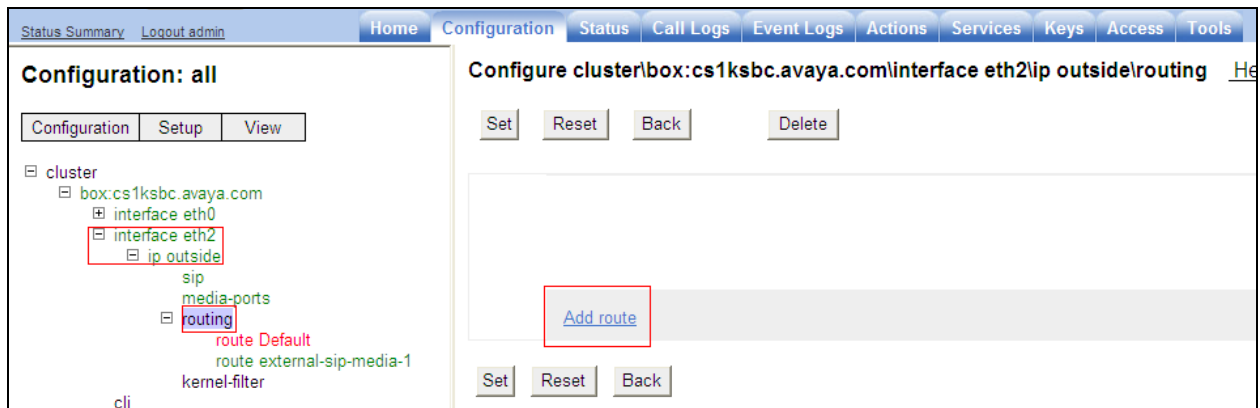 Status Summary Logout admin
Home Configuration Status Call Logs Event Logs Actions Services Keys Access Tools
Configuration: all
Configuration Setup View
cluster
box:cs1ksbc.avaya.com
interface eth0
interface eth2
ip outside
sip
media-ports
routing
route Default
route external-sip-media-1
kernel-filter
cli
Configure cluster\box:cs1ksbc.avaya.com\interface eth2\ip outside\routing He
Set Reset Back Delete
Add route
Set Reset Back